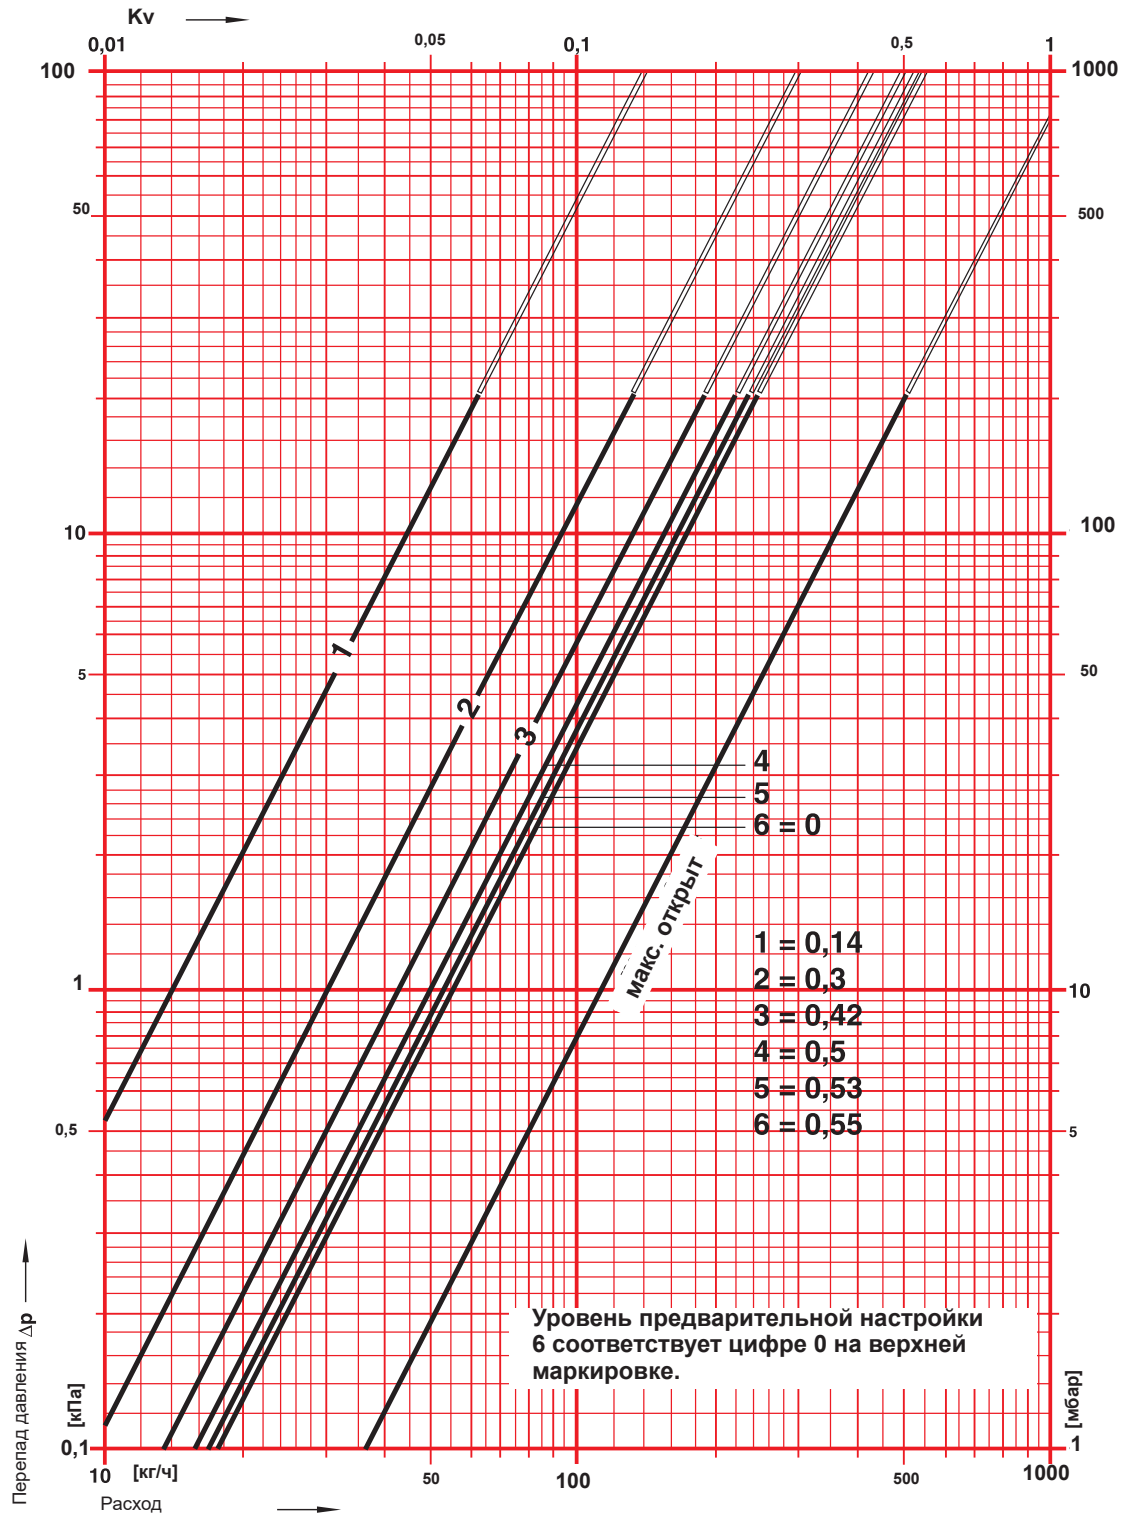 Kv
0,01
0,05
0,1
0,5
1
100
1000
50
500
10
100
1
5
50
2
3
4
5
6 = 0
макс. открыт
1 = 0,14
2 = 0,3
3 = 0,42
4 = 0,5
5 = 0,53
6 = 0,55
1
10
0,5
5
Уровень предварительной настройки
6 соответствует цифре 0 на верхней
маркировке.
Перепад давления Δp
[кПа]
[мбар]
0,1
1
10
[кг/ч]
50
100
500
1000
Расход